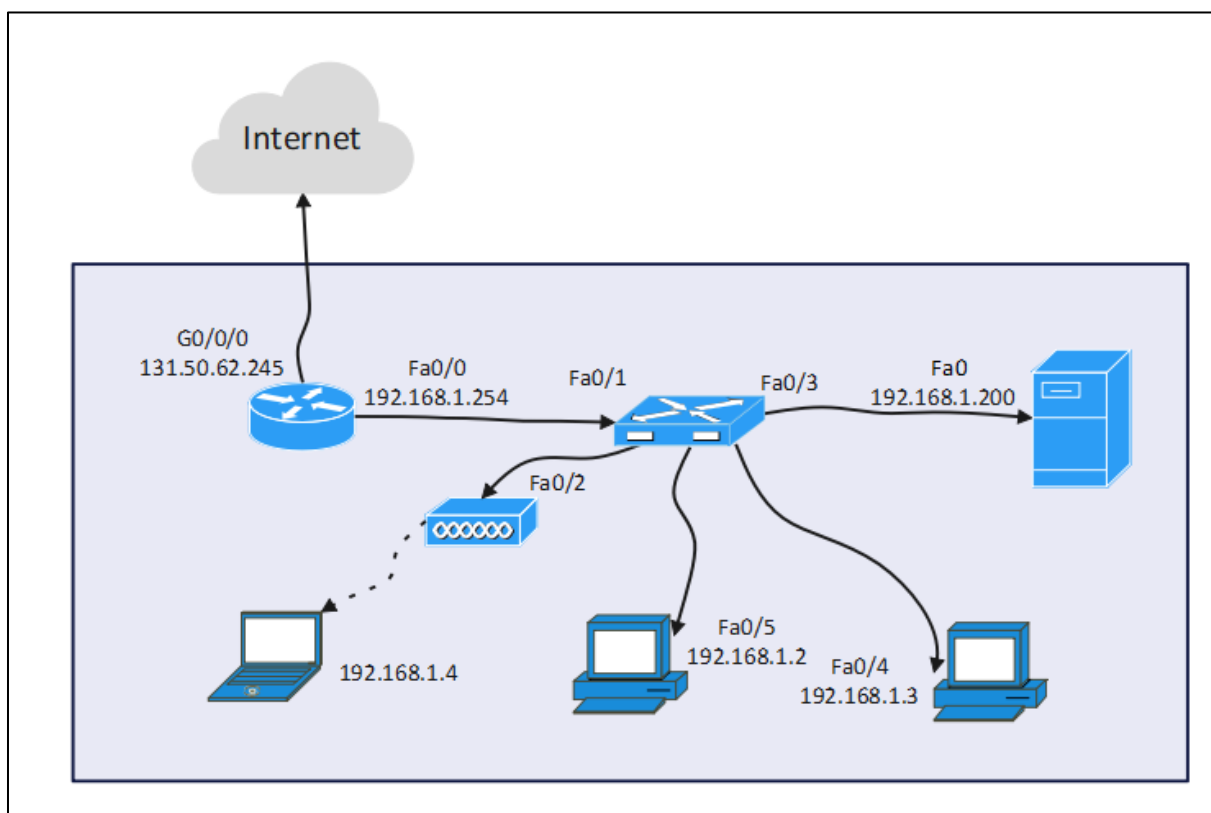 Internet
G0/0/0
131.50.62.245
Fa0/0
192.168.1.254
Fa0/1
Fa0/3
Fa0
192.168.1.200
Fa0/2
192.168.1.4
Fa0/5
192.168.1.2
Fa0/4
192.168.1.3